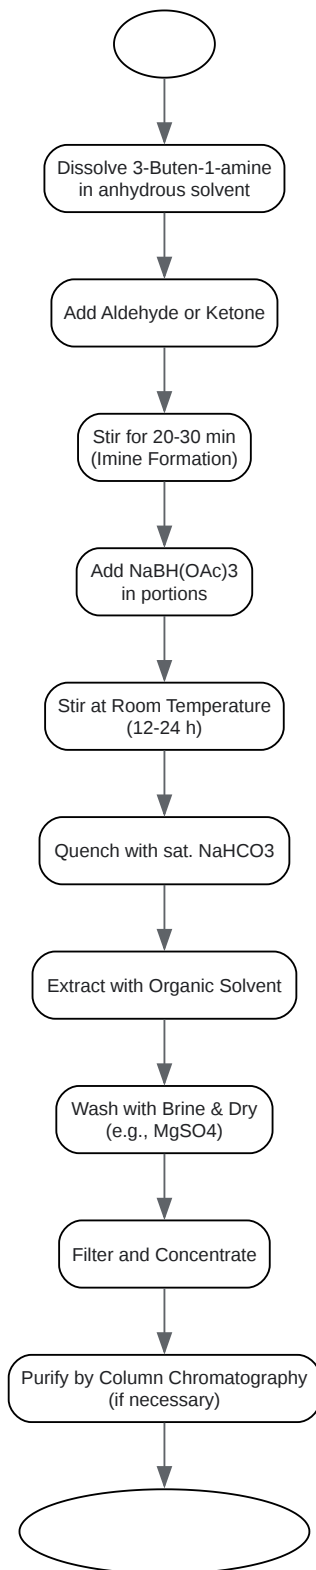 Dissolve 3-Buten-1-amine
in anhydrous solvent
Add Aldehyde or Ketone
Stir for 20-30 min
(Imine Formation)
Add NaBH(OAc)3
in portions
Stir at Room Temperature
(12-24 h)
Quench with sat. NaHCO3
Extract with Organic Solvent
Wash with Brine & Dry
(e.g., MgSO4)
Filter and Concentrate
Purify by Column Chromatography
(if necessary)